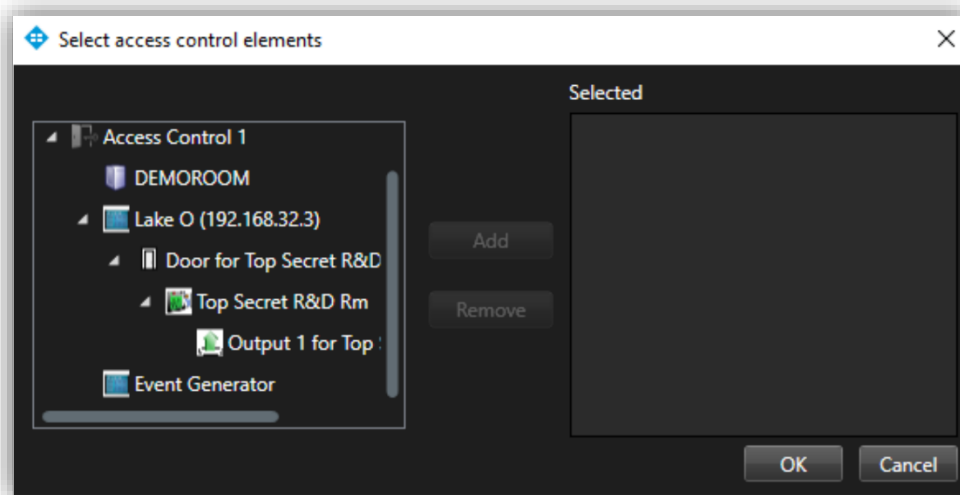 Select access control elements
Selected
Access Control 1
DEMOROOM
Lake O (192.168.32.3)
Door for Top Secret R&D
Top Secret R&D Rm
Output 1 for Top
Event Generator
Add
Remove
OK
Cancel